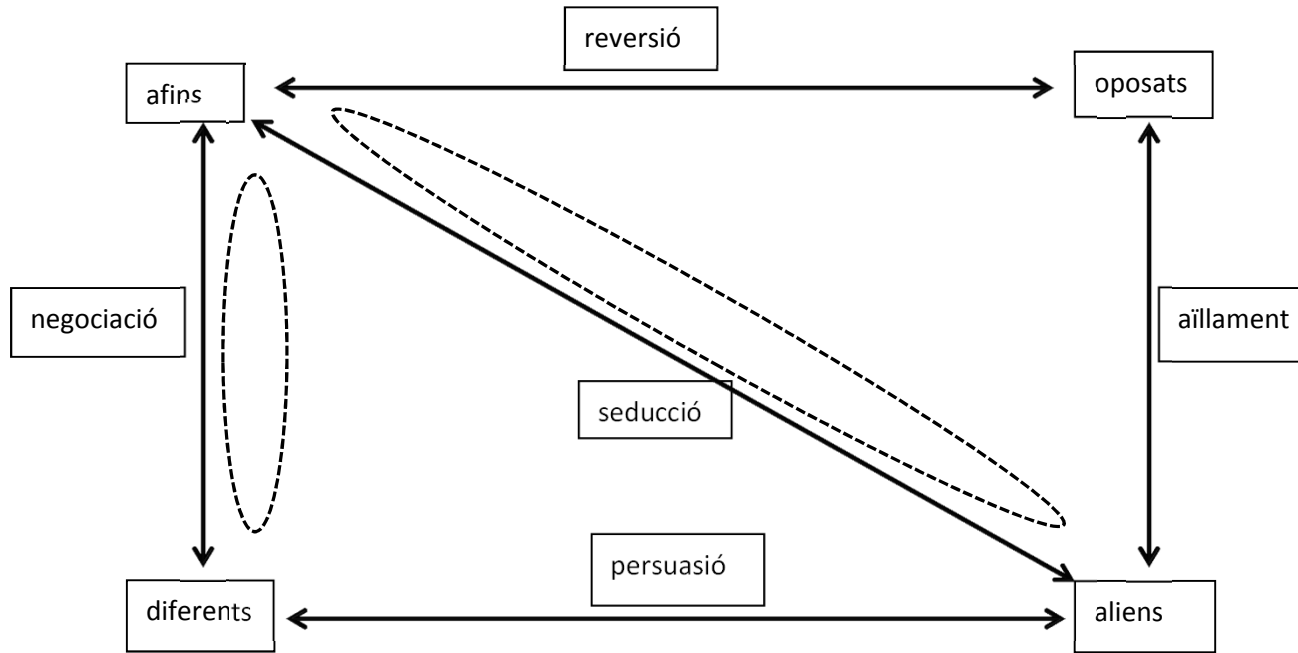 reversió
afins
oposats
negociació
aïllament
seducció
persuasió
diferents
aliens